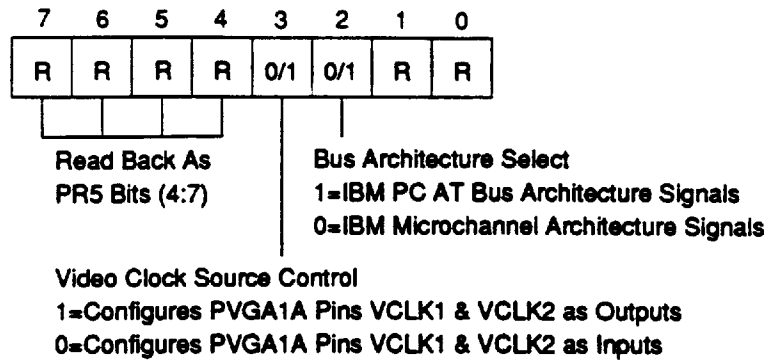 7 6 5 4 3 2 1 0
R R R R 0/1 0/1 R R
Read Back As
PR5 Bits (4:7)
Bus Architecture Select
1=IBM PC AT Bus Architecture Signals
0=IBM Microchannel Architecture Signals
Video Clock Source Control
1=Configures PVGA1A Pins VCLK1 & VCLK2 as Outputs
0=Configures PVGA1A Pins VCLK1 & VCLK2 as Inputs